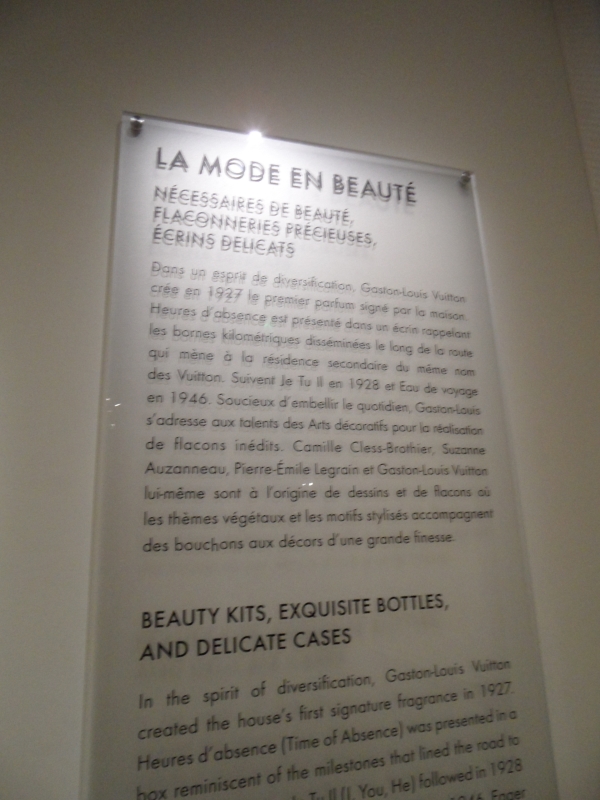 LA MODE EN BEAUTÉ
NÉCESSAIRES DE BEAUTÉ,
FLACONNERIES PRÉCIEUSES,
ÉCRINS DELICATS
Dans un esprit de diversification, Gaston-Louis Vuitton
crée en 1927 le premier parfum signé par la maison.
Heures d'absence est présenté dans un écrin rappelant
les bornes kilométriques disséminées le long de la route
qui mène à la résidence secondaire du même nom
des Vuitton. Suivent Je Tu Il en 1928 et Eau de voyage
en 1946. Soucieux d'embellir le quotidien, Gaston-Louis
s'adresse aux talents des Arts décoratifs pour la réalisation
de flacons inédits. Camille Cless-Brothier, Suzanne
Auzanneau, Pierre-Émile Legrain et Gaston-Louis Vuitton
lui-même sont à l'origine de dessins et de flacons où
les thèmes végétaux et les motifs stylisés accompagnent
des bouchons aux décors d'une grande finesse.
BEAUTY KITS, EXQUISITE BOTTLES,
AND DELICATE CASES
In the spirit of diversification, Gaston-Louis Vuitton
created the house's first signature fragrance in 1927.
Heures d'absence (Time of Absence) was presented in a
box reminiscent of the milestones that lined the road to
Tu Il (I, You, He) followed in 1928
1946. Eager